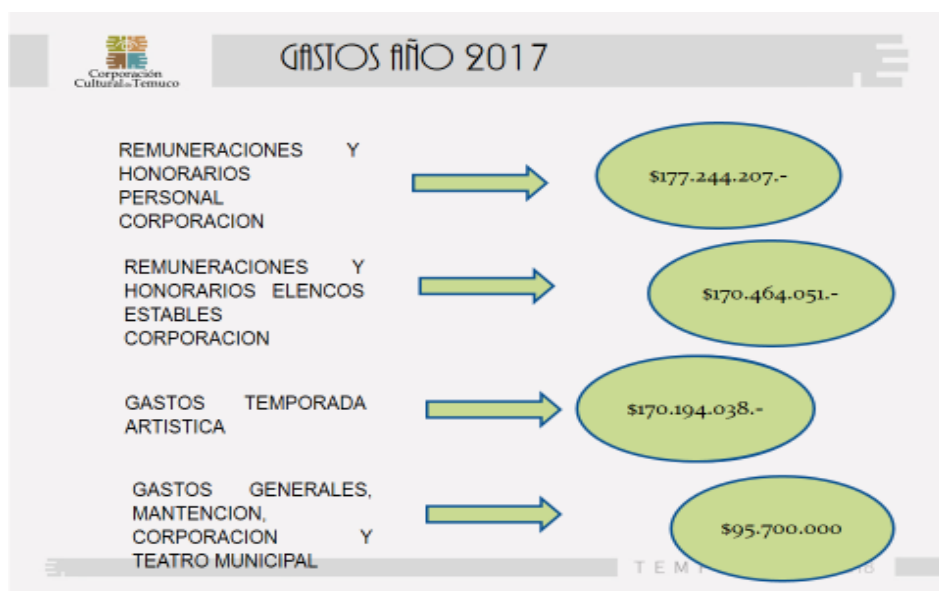 Corporación
Cultural de Temuco
GASTOS AÑO 2017
REMUNERACIONES Y
HONORARIOS
PERSONAL
CORPORACION
$177.244.207.-
REMUNERACIONES Y
HONORARIOS ELENCOS
ESTABLES
CORPORACION
$170.464.051.-
GASTOS TEMPORADA
ARTISTICA
$170.194.038.-
GASTOS GENERALES,
MANTENCION,
CORPORACION Y
TEATRO MUNICIPAL
$95.700.000